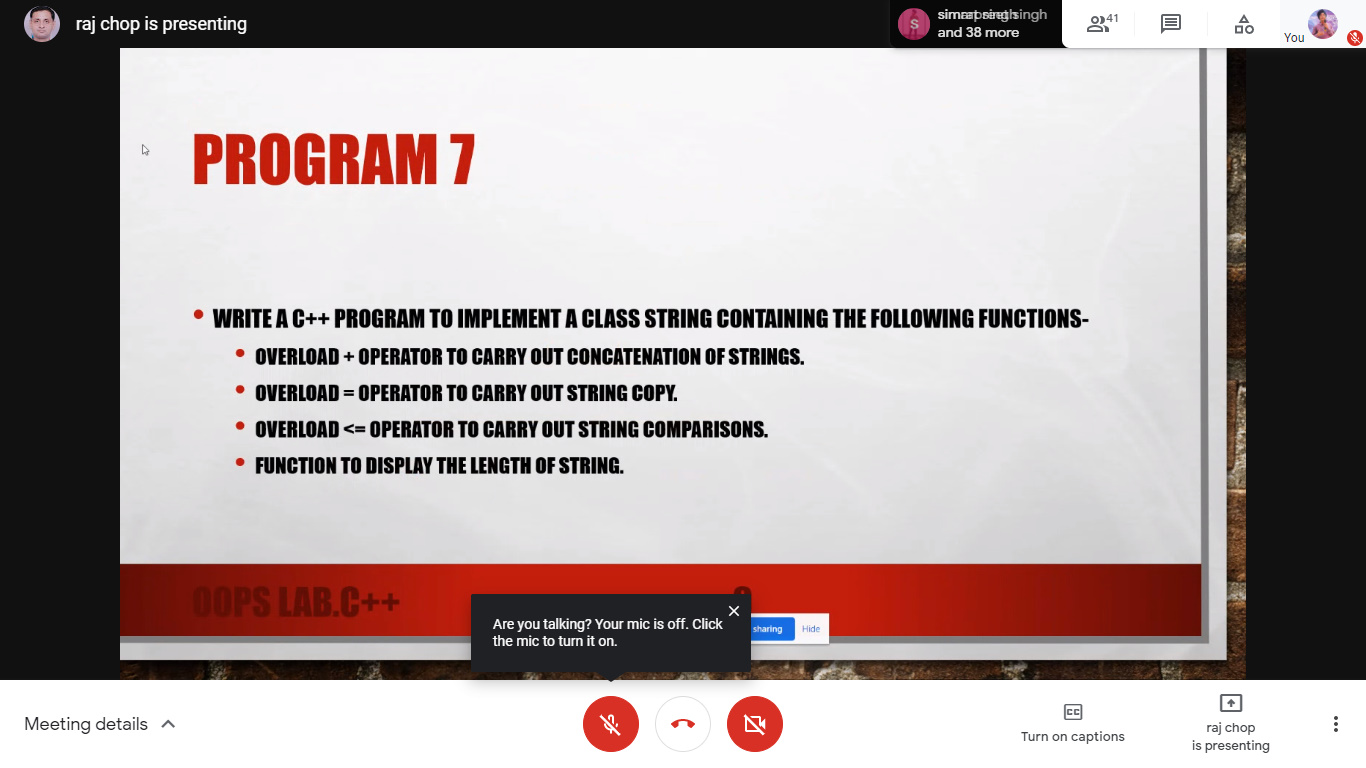 raj chop is presenting
and 38 more
41
S
You
PROGRAM 7
WRITE A C++ PROGRAM TO IMPLEMENT A CLASS STRING CONTAINING THE FOLLOWING FUNCTIONS-
OVERLOAD + OPERATOR TO CARRY OUT CONCATENATION OF STRINGS.
OVERLOAD = OPERATOR TO CARRY OUT STRING COPY.
OVERLOAD <= OPERATOR TO CARRY OUT STRING COMPARISONS.
FUNCTION TO DISPLAY THE LENGTH OF STRING.
OOPS LAB.C++
Are you talking? Your mic is off. Click
the mic to turn it on.
sharing Hide
Meeting details
CC
Turn on captions
raj chop
is presenting